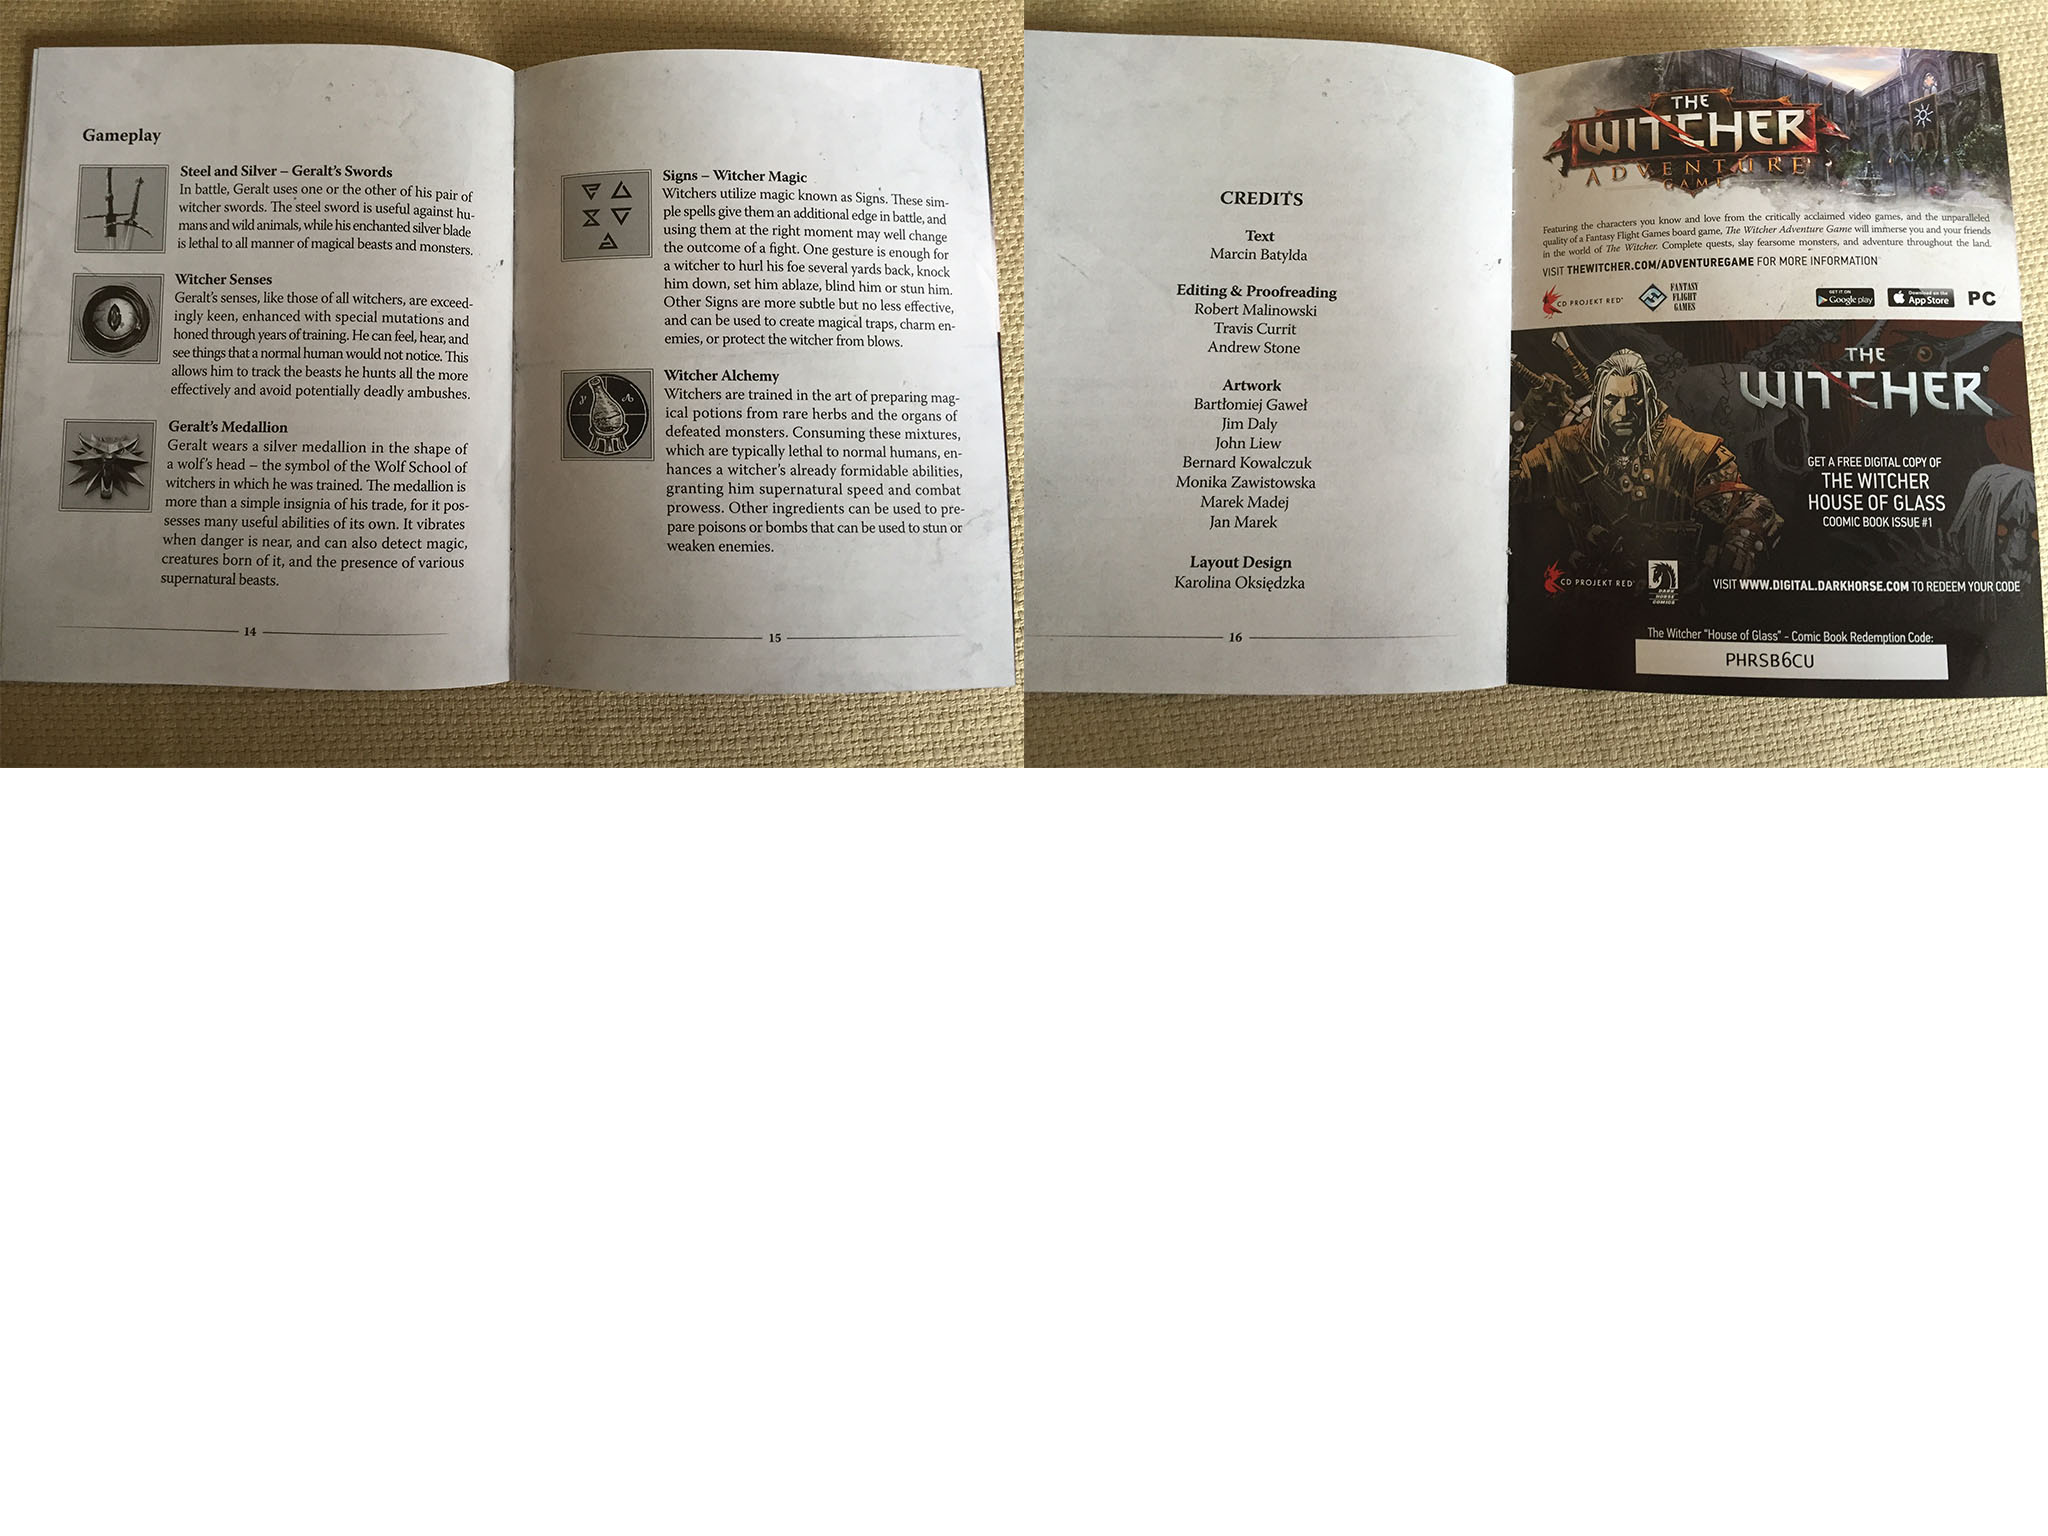 Gameplay
Steel and Silver – Geralt's Swords
In battle, Geralt uses one or the other of his pair of
witcher swords. The steel sword is useful against hu-
mans and wild animals, while his enchanted silver blade
is lethal to all manner of magical beasts and monsters.
Witcher Senses
Geralt's senses, like those of all witchers, are exceed-
ingly keen, enhanced with special mutations and
honed through years of training. He can feel, hear, and
see things that a normal human would not notice. This
allows him to track the beasts he hunts all the more
effectively and avoid potentially deadly ambushes.
Geralt's Medallion
Geralt wears a silver medallion in the shape of
a wolf's head – the symbol of the Wolf School of
witchers in which he was trained. The medallion is
more than a simple insignia of his trade, for it pos-
sesses many useful abilities of its own. It vibrates
when danger is near, and can also detect magic,
creatures born of it, and the presence of various
supernatural beasts.
14
Signs – Witcher Magic
Witchers utilize magic known as Signs. These sim-
ple spells give them an additional edge in battle, and
using them at the right moment may well change
the outcome of a fight. One gesture is enough for
a witcher to hurl his foe several yards back, knock
him down, set him ablaze, blind him or stun him.
Other Signs are more subtle but no less effective,
and can be used to create magical traps, charm en-
emies, or protect the witcher from blows.
Witcher Alchemy
Witchers are trained in the art of preparing mag-
ical potions from rare herbs and the organs of
defeated monsters. Consuming these mixtures,
which are typically lethal to normal humans, en-
hances a witcher's already formidable abilities,
granting him supernatural speed and combat
prowess. Other ingredients can be used to pre-
pare poisons or bombs that can be used to stun or
weaken enemies.
15
CREDITS
Text
Marcin Batylda
Editing & Proofreading
Robert Malinowski
Travis Currit
Andrew Stone
Artwork
Bartłomiej Gaweł
Jim Daly
John Liew
Bernard Kowalczuk
Monika Zawistowska
Marek Madej
Jan Marek
Layout Design
Karolina Oksiędzka
16
THE
WITCHER
ADVENTURE
GAME
Featuring the characters you know and love from the critically acclaimed video games, and the unparalleled
quality of a Fantasy Flight Games board game, The Witcher Adventure Game will immerse you and your friends
in the world of The Witcher. Complete quests, slay fearsome monsters, and adventure throughout the land.
VISIT THEWITCHER.COM/ADVENTUREGAME FOR MORE INFORMATION
CD PROJEKT RED®
FANTASY
FLIGHT
GAMES
GET IT ON
Google play
Download on the
App Store
PC
THE
WITCHER®
GET A FREE DIGITAL COPY OF
THE WITCHER
HOUSE OF GLASS
COOMIC BOOK ISSUE #1
CD PROJEKT RED®
DARK
HORSE
COMICS
VISIT WWW.DIGITAL.DARKHORSE.COM TO REDEEM YOUR CODE
The Witcher "House of Glass" - Comic Book Redemption Code:
PHRSB6CU